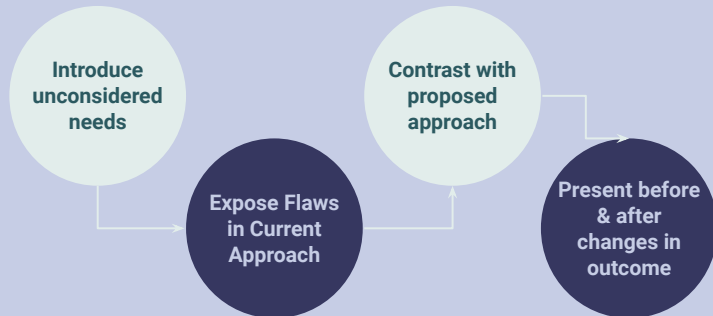 Introduce
unconsidered
needs
Expose Flaws
in Current
Approach
Contrast with
proposed
approach
Present before
& after
changes in
outcome